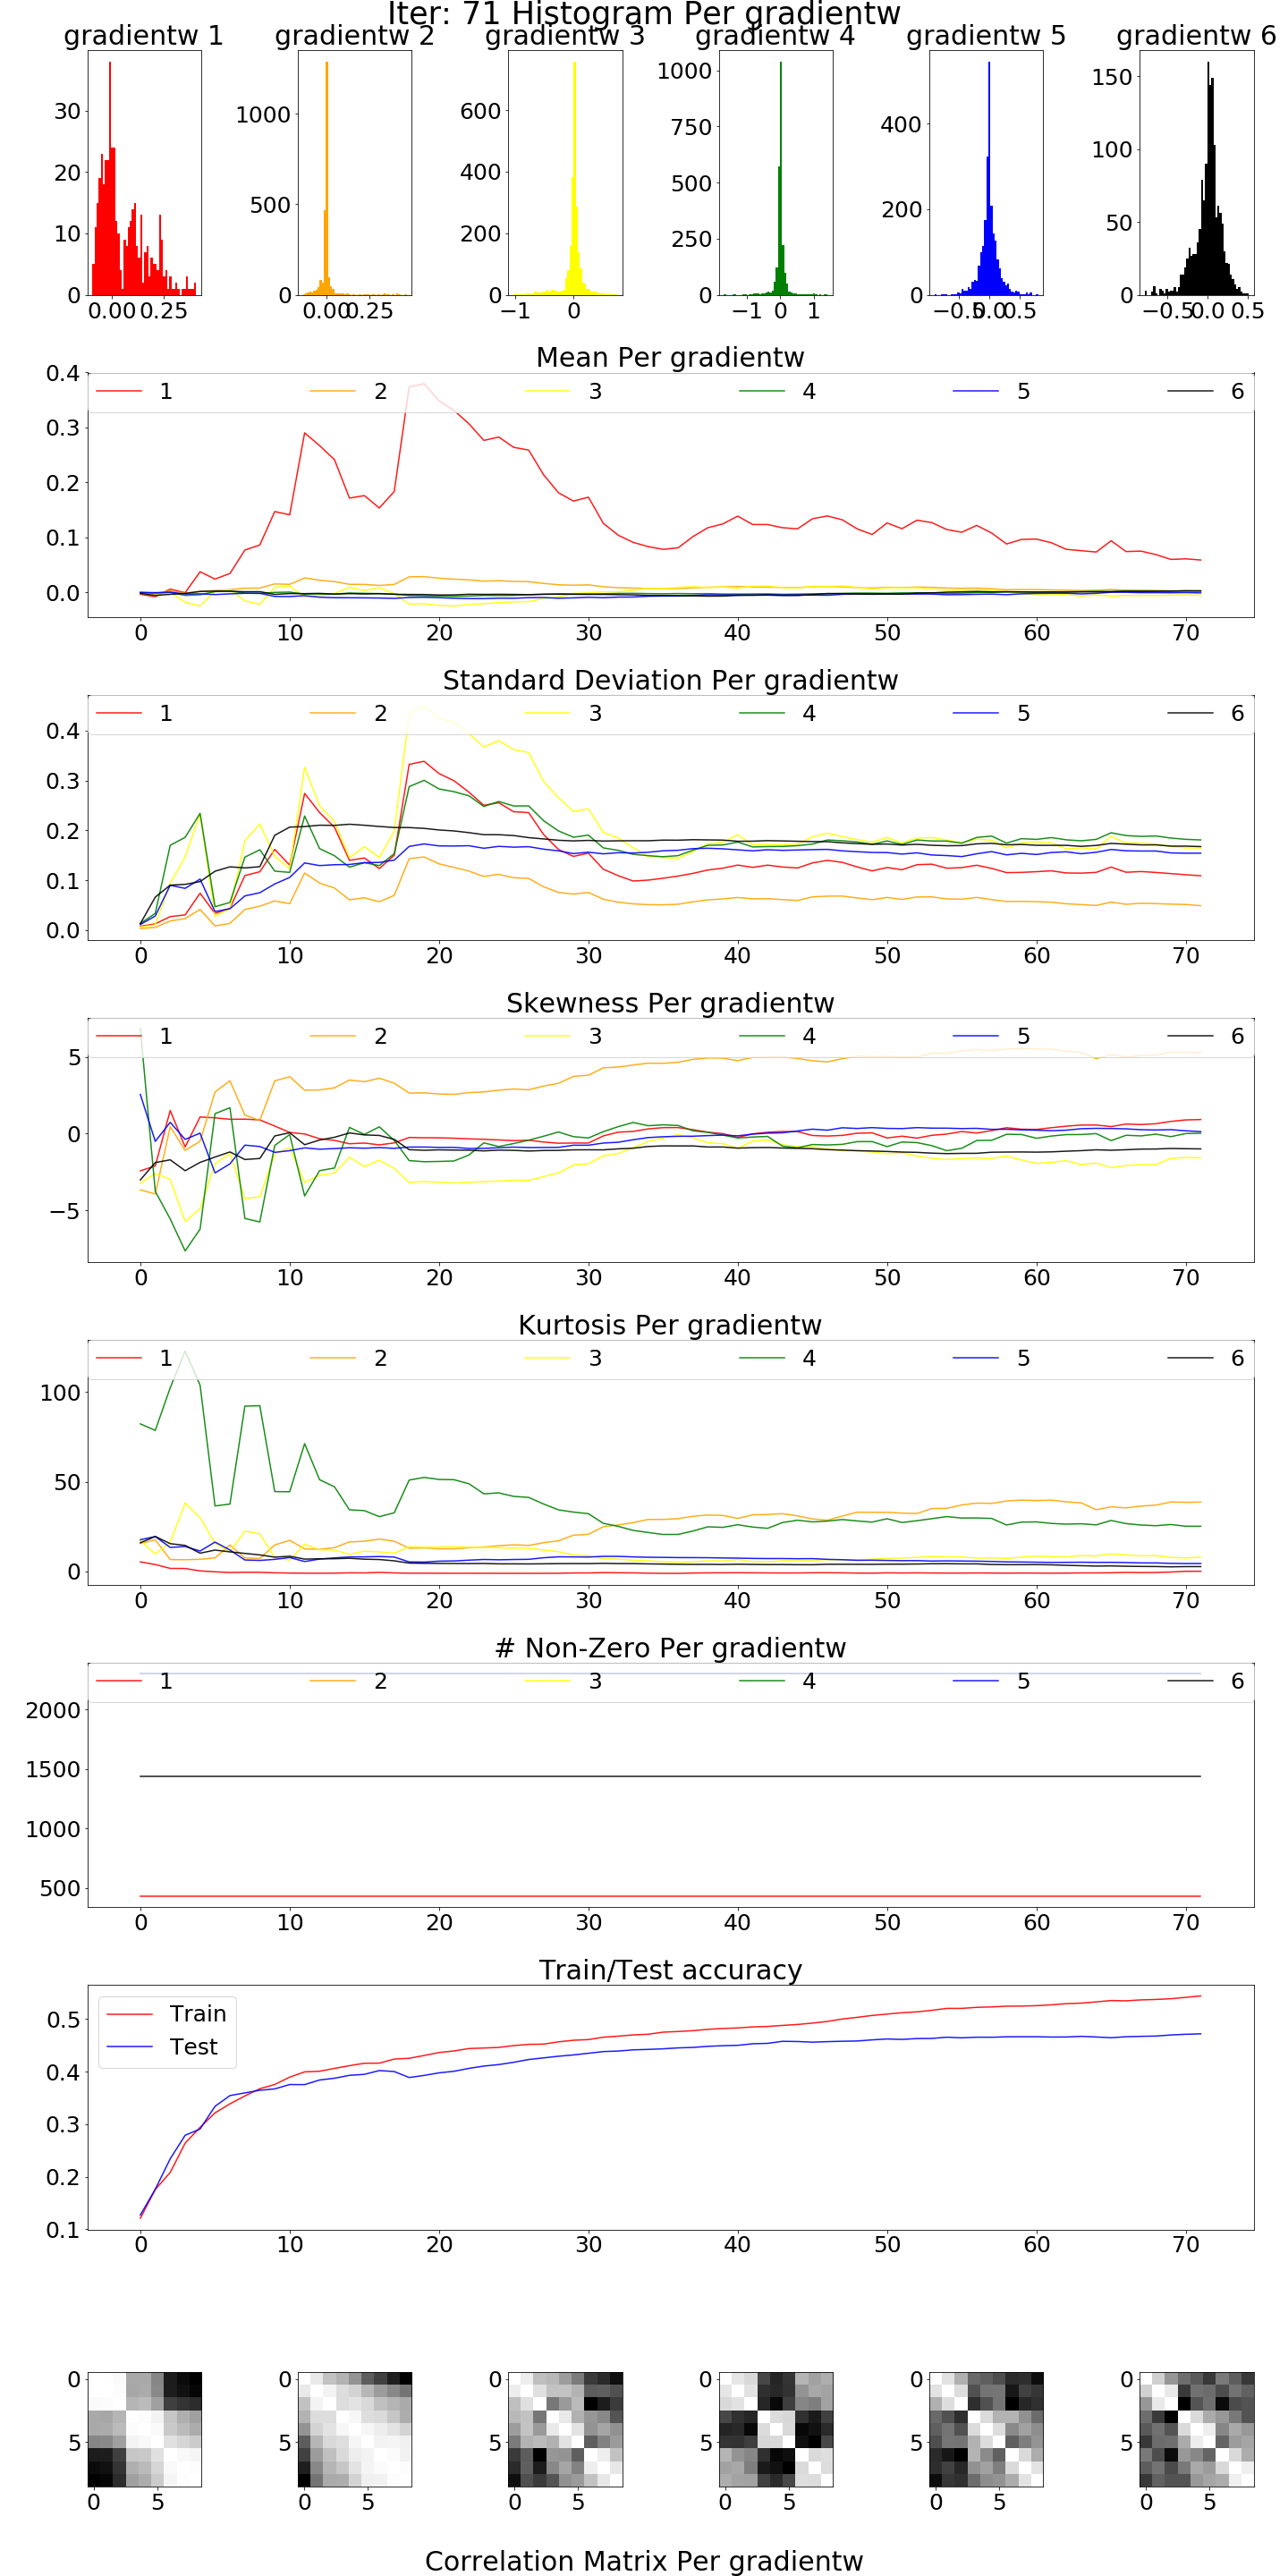 Iter: 71 Histogram Per gradientw
gradientw 1 gradientw 2 gradientw 3 gradientw 4 gradientw 5 gradientw 6
30
20
10
0
0.00 0.25
1000
500
0
0.00 0.25
600
400
200
0
−1 0
1000
750
500
250
0
−1 0 1
400
200
0
−0.5 0.0 0.5
150
100
50
0
−0.5 0.0 0.5
Mean Per gradientw
1 2 3 4 5 6
0.4
0.3
0.2
0.1
0.0
0 10 20 30 40 50 60 70
Standard Deviation Per gradientw
1 2 3 4 5 6
0.4
0.3
0.2
0.1
0.0
0 10 20 30 40 50 60 70
Skewness Per gradientw
1 2 3 4 5 6
5
0
−5
0 10 20 30 40 50 60 70
Kurtosis Per gradientw
1 2 3 4 5 6
100
50
0
0 10 20 30 40 50 60 70
# Non-Zero Per gradientw
1 2 3 4 5 6
2000
1500
1000
500
0 10 20 30 40 50 60 70
Train/Test accuracy
Train
Test
0.5
0.4
0.3
0.2
0.1
0 10 20 30 40 50 60 70
0
5
0 5
0
5
0 5
0
5
0 5
0
5
0 5
0
5
0 5
0
5
0 5
Correlation Matrix Per gradientw